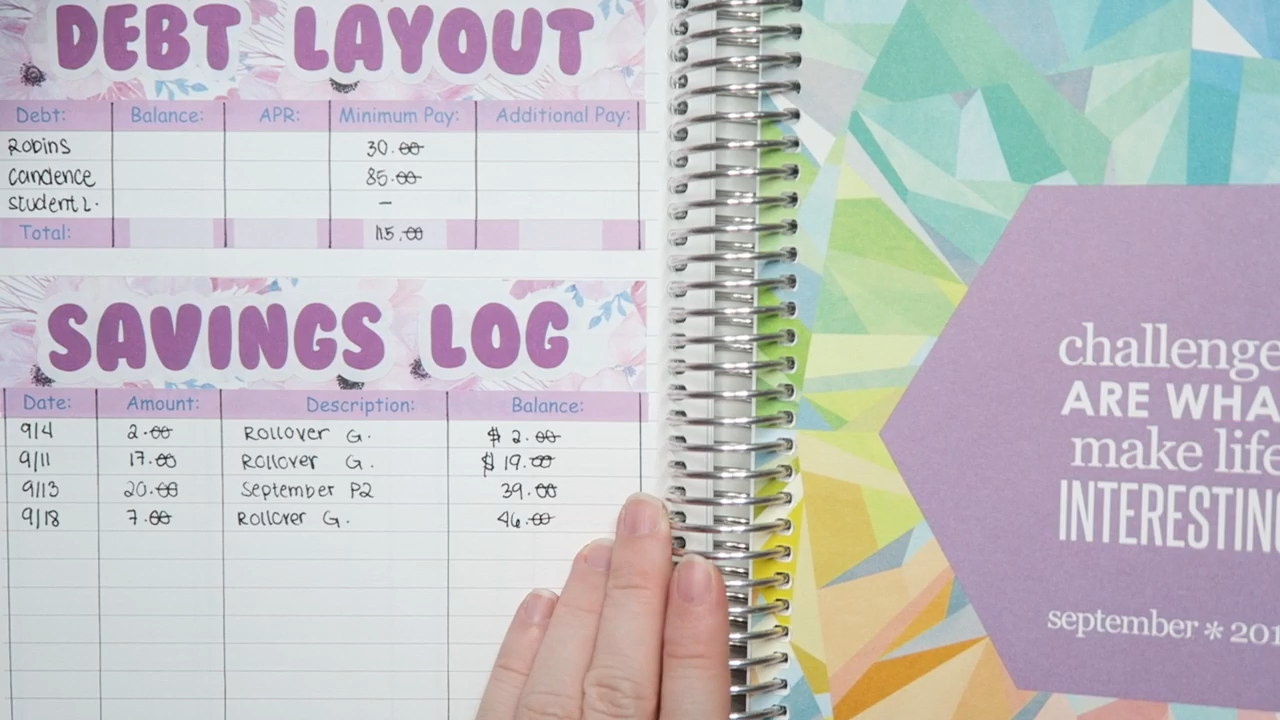 DEBT LAYOUT
Debt: Balance: APR: Minimum Pay: Additional Pay:
Robins 30.00
Candence 85.00
Student L. -
Total: 115.00
SAVINGS LOG
Date: Amount: Description: Balance:
9/4 2.00 Rollover G. $ 2.00
9/11 17.00 Rollover G. $ 19.00
9/13 20.00 September P2 39.00
9/18 7.00 Rollover G. 46.00
challenge
ARE WHA
make life
INTERESTIN
september * 201